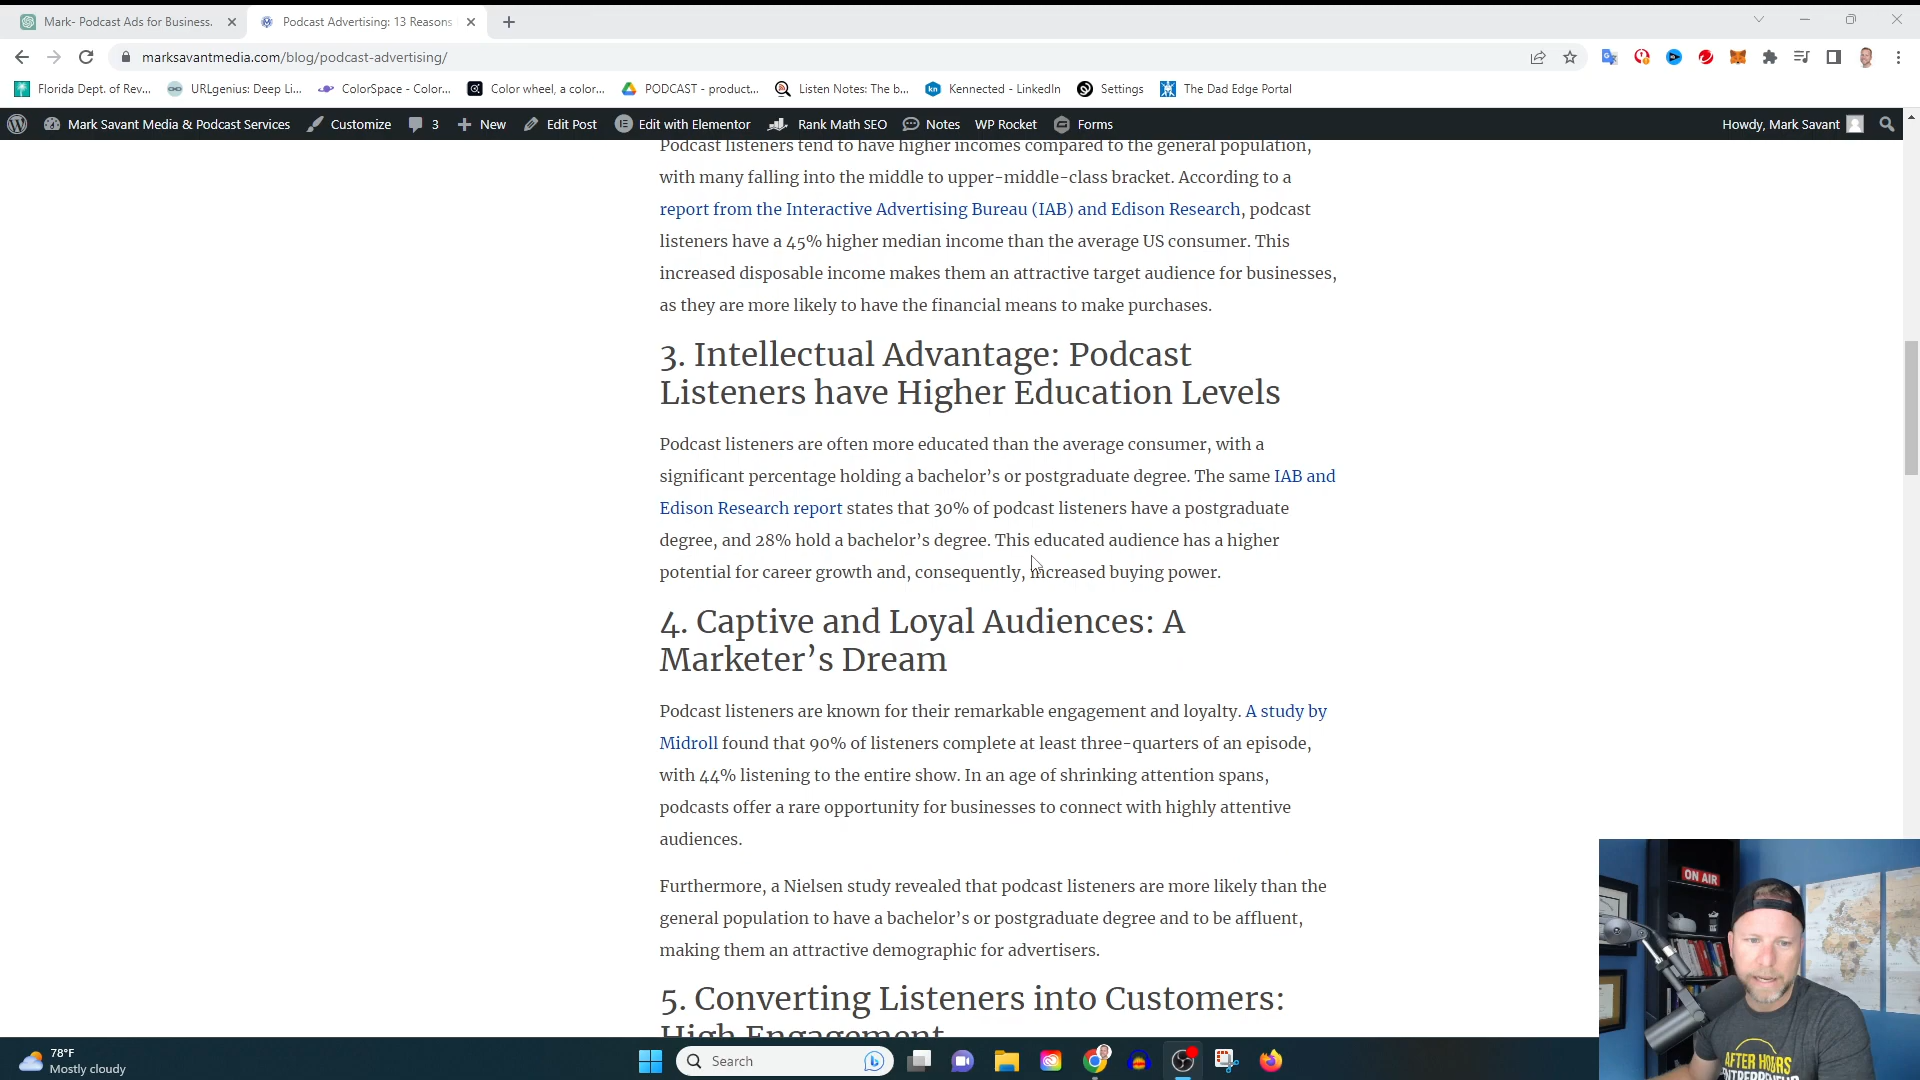 Mark- Podcast Ads for Business.
Podcast Advertising: 13 Reasons
marksavantmedia.com/blog/podcast-advertising/
Florida Dept. of Rev...
URLgenius: Deep Li...
ColorSpace - Color...
Color wheel, a color...
PODCAST - product...
Listen Notes: The b...
Kennected - LinkedIn
Settings
The Dad Edge Portal
Mark Savant Media & Podcast Services
Customize
3
New
Edit Post
Edit with Elementor
Rank Math SEO
Notes
WP Rocket
Forms
Howdy, Mark Savant
Podcast listeners tend to have higher incomes compared to the general population,
with many falling into the middle to upper-middle-class bracket. According to a
report from the Interactive Advertising Bureau (IAB) and Edison Research, podcast
listeners have a 45% higher median income than the average US consumer. This
increased disposable income makes them an attractive target audience for businesses,
as they are more likely to have the financial means to make purchases.
3. Intellectual Advantage: Podcast
Listeners have Higher Education Levels
Podcast listeners are often more educated than the average consumer, with a
significant percentage holding a bachelor’s or postgraduate degree. The same IAB and
Edison Research report states that 30% of podcast listeners have a postgraduate
degree, and 28% hold a bachelor’s degree. This educated audience has a higher
potential for career growth and, consequently, increased buying power.
4. Captive and Loyal Audiences: A
Marketer’s Dream
Podcast listeners are known for their remarkable engagement and loyalty. A study by
Midroll found that 90% of listeners complete at least three-quarters of an episode,
with 44% listening to the entire show. In an age of shrinking attention spans,
podcasts offer a rare opportunity for businesses to connect with highly attentive
audiences.
Furthermore, a Nielsen study revealed that podcast listeners are more likely than the
general population to have a bachelor’s or postgraduate degree and to be affluent,
making them an attractive demographic for advertisers.
5. Converting Listeners into Customers:
High Engagement
ON AIR
AFTER HOURS
ENTREPRENEUR
78°F
Mostly cloudy
Search